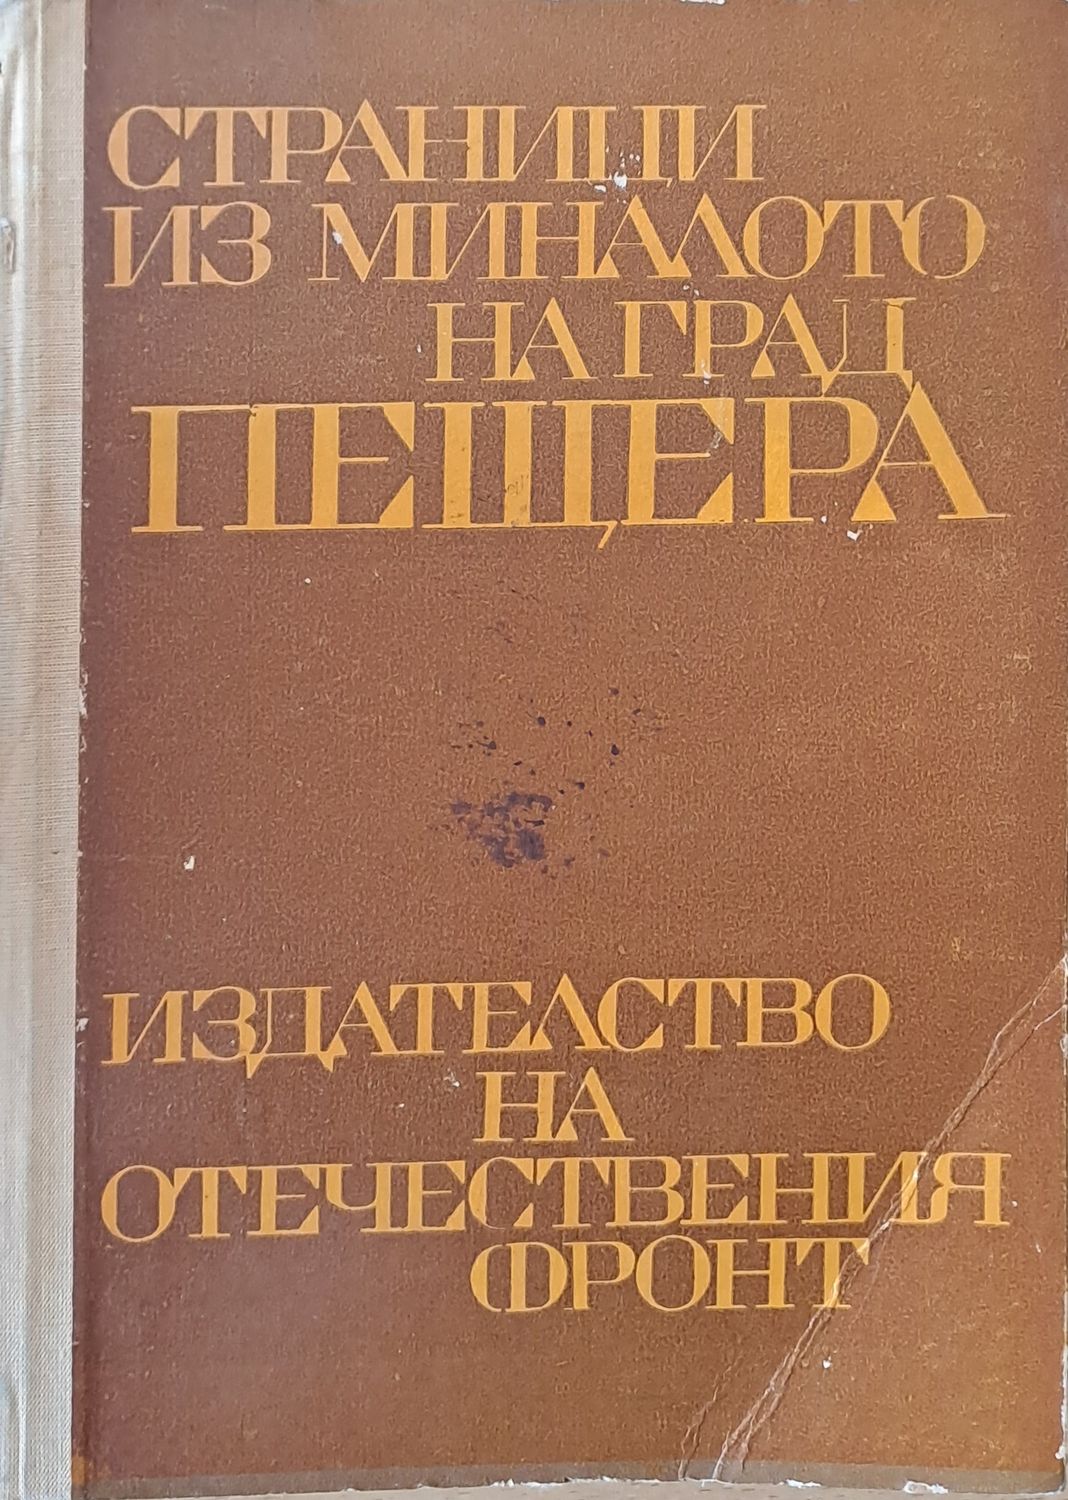 СТРАНИЦИ
ИЗ МИНАЛОТО
НА ГРАД
ПЕЩЕРА
ИЗДАТЕЛСТВО
НА
ОТЕЧЕСТВЕНИЯ
ФРОНТ